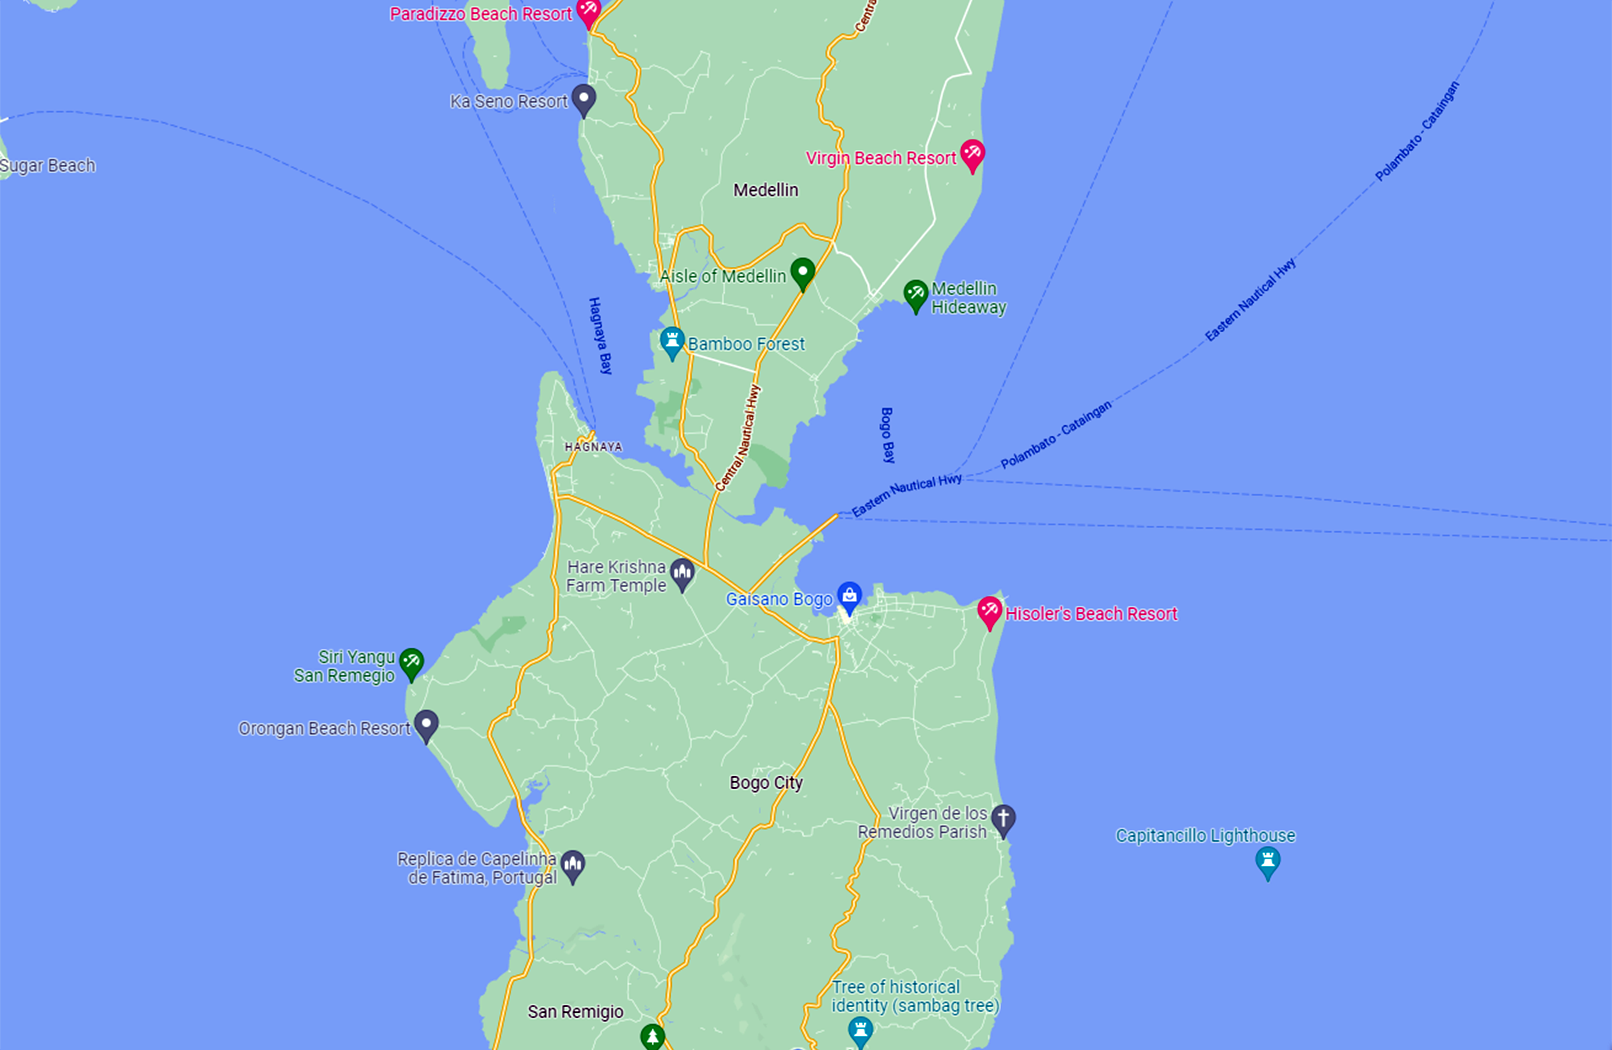 Paradizzo Beach Resort
Centra
Ka Seno Resort
Polambato - Cataingan
Virgin Beach Resort
Sugar Beach
Medellin
Aisle of Medellin
Medellin
Hideaway
Eastern Nautical Hwy
Hagnaya Bay
Bamboo Forest
Central Nautical Hwy
Bogo Bay
Polambato - Cataingan
HAGNAYA
Eastern Nautical Hwy
Hare Krishna
Farm Temple
Gaisano Bogo
Hisoler's Beach Resort
Siri Yangu
San Remegio
Orongan Beach Resort
Bogo City
Virgen de los
Remedios Parish
Capitancillo Lighthouse
Replica de Capelinha
de Fatima, Portugal
Tree of historical
identity (sambag tree)
San Remigio